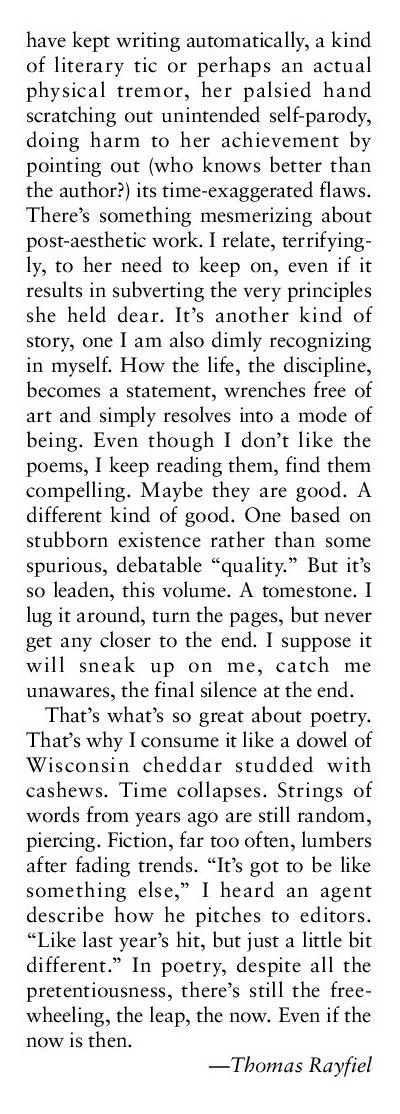 have kept writing automatically, a kind
of literary tic or perhaps an actual
physical tremor, her palsied hand
scratching out unintended self-parody,
doing harm to her achievement by
pointing out (who knows better than
the author?) its time-exaggerated flaws.
There’s something mesmerizing about
post-aesthetic work. I relate, terrifying-
ly, to her need to keep on, even if it
results in subverting the very principles
she held dear. It’s another kind of
story, one I am also dimly recognizing
in myself. How the life, the discipline,
becomes a statement, wrenches free of
art and simply resolves into a mode of
being. Even though I don’t like the
poems, I keep reading them, find them
compelling. Maybe they are good. A
different kind of good. One based on
stubborn existence rather than some
spurious, debatable “quality.” But it’s
so leaden, this volume. A tomestone. I
lug it around, turn the pages, but never
get any closer to the end. I suppose it
will sneak up on me, catch me
unawares, the final silence at the end.
That’s what’s so great about poetry.
That’s why I consume it like a dowel of
Wisconsin cheddar studded with
cashews. Time collapses. Strings of
words from years ago are still random,
piercing. Fiction, far too often, lumbers
after fading trends. “It’s got to be like
something else,” I heard an agent
describe how he pitches to editors.
“Like last year’s hit, but just a little bit
different.” In poetry, despite all the
pretentiousness, there’s still the free-
wheeling, the leap, the now. Even if the
now is then.
—Thomas Rayfiel